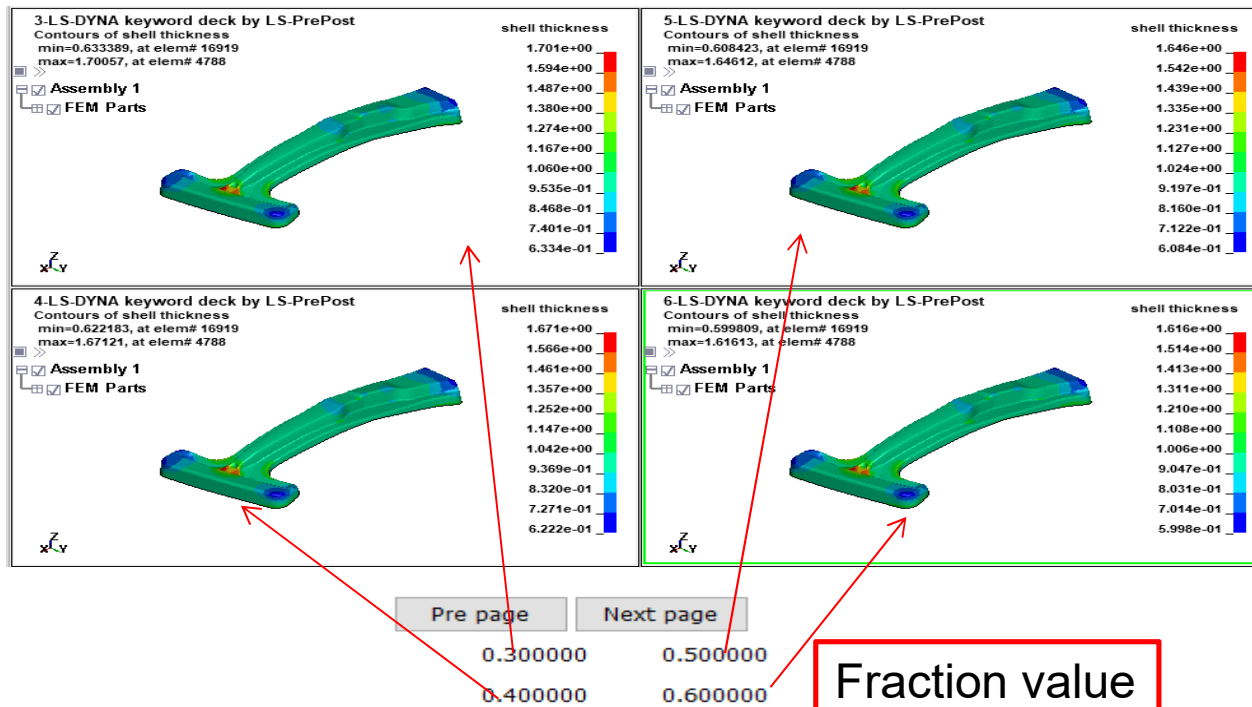 3-LS-DYNA keyword deck by LS-PrePost
Contours of shell thickness
min=0.633389, at elem# 16919
max=1.70057, at elem# 4788
Assembly 1
FEM Parts
shell thickness
1.701e+00
1.594e+00
1.487e+00
1.380e+00
1.274e+00
1.167e+00
1.060e+00
9.535e-01
8.468e-01
7.401e-01
6.334e-01
Z
X Y
5-LS-DYNA keyword deck by LS-PrePost
Contours of shell thickness
min=0.608423, at elem# 16919
max=1.64612, at elem# 4788
Assembly 1
FEM Parts
shell thickness
1.646e+00
1.542e+00
1.439e+00
1.335e+00
1.231e+00
1.127e+00
1.024e+00
9.197e-01
8.160e-01
7.122e-01
6.084e-01
Z
X Y
4-LS-DYNA keyword deck by LS-PrePost
Contours of shell thickness
min=0.622183, at elem# 16919
max=1.67121, at elem# 4788
Assembly 1
FEM Parts
shell thickness
1.671e+00
1.566e+00
1.461e+00
1.357e+00
1.252e+00
1.147e+00
1.042e+00
9.369e-01
8.320e-01
7.271e-01
6.222e-01
Z
X Y
6-LS-DYNA keyword deck by LS-PrePost
Contours of shell thickness
min=0.599809, at elem# 16919
max=1.61613, at elem# 4788
Assembly 1
FEM Parts
shell thickness
1.616e+00
1.514e+00
1.413e+00
1.311e+00
1.210e+00
1.108e+00
1.006e+00
9.047e-01
8.031e-01
7.014e-01
5.998e-01
Z
X Y
Pre page Next page
0.300000 0.500000
0.400000 0.600000
Fraction value